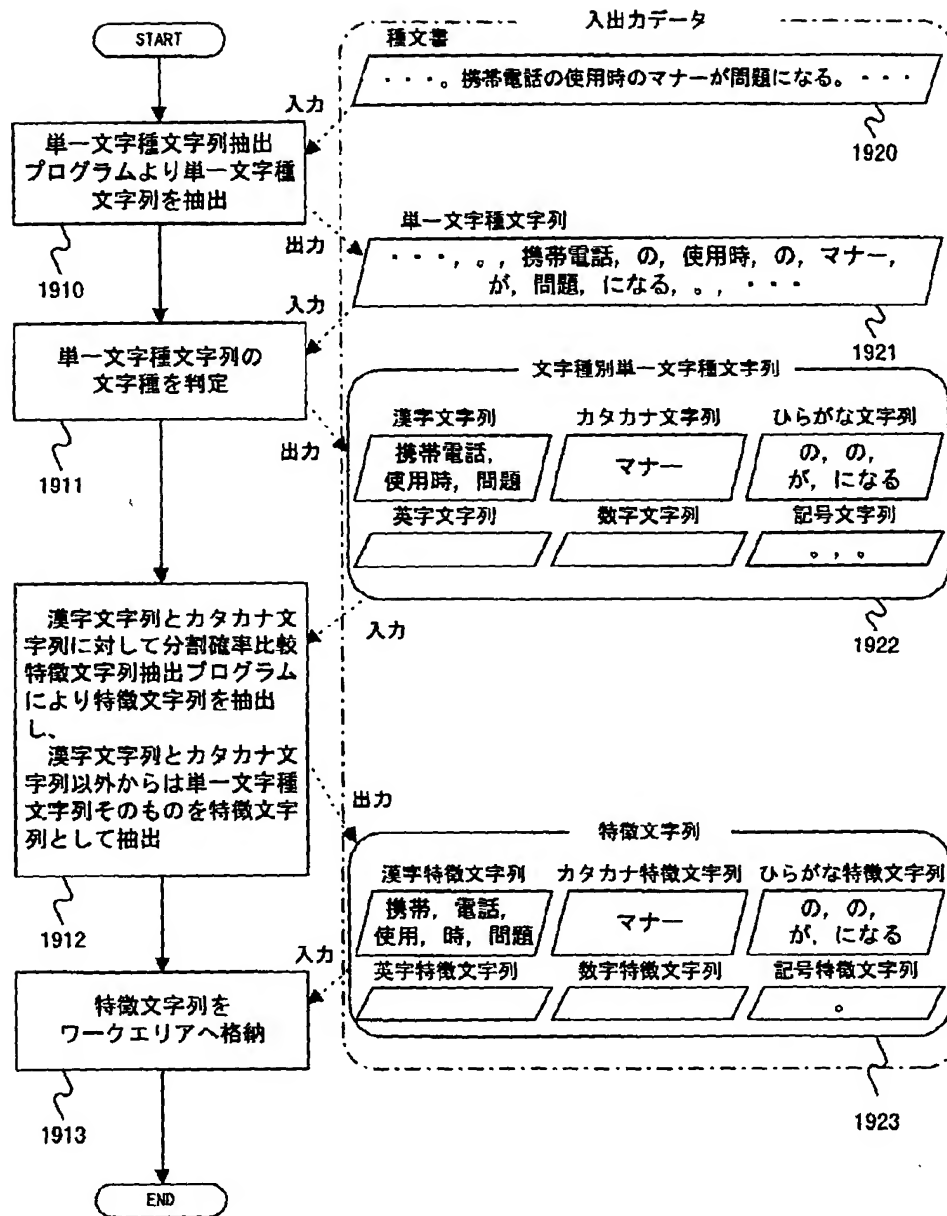 START
単一文字種文字列抽出
プログラムより単一文字種
文字列を抽出
1910
単一文字種文字列の
文字種を判定
1911
漢字文字列とカタカナ文
字列に対して分割確率比較
特徴文字列抽出プログラム
により特徴文字列を抽出
し、
漢字文字列とカタカナ文
字列以外からは単一文字種
文字列そのものを特徴文字
列として抽出
1912
特徴文字列を
ワークエリアへ格納
1913
END
入力
出力
入力
出力
入力
出力
入力
入出力データ
種文書
・・・。携帯電話の使用時のマナーが問題になる。・・・
1920
単一文字種文字列
・・・, 。, 携帯電話, の, 使用時, の, マナー,
が, 問題, になる, 。, ・・・
1921
文字種別単一文字種文字列
漢字文字列 カタカナ文字列 ひらがな文字列
携帯電話,
使用時, 問題
マナー
の, の,
が, になる
英字文字列 数字文字列 記号文字列
。, 。
1922
特徴文字列
漢字特徴文字列 カタカナ特徴文字列 ひらがな特徴文字列
携帯, 電話,
使用, 時, 問題
マナー
の, の,
が, になる
英字特徴文字列 数字特徴文字列 記号特徴文字列
。
1923